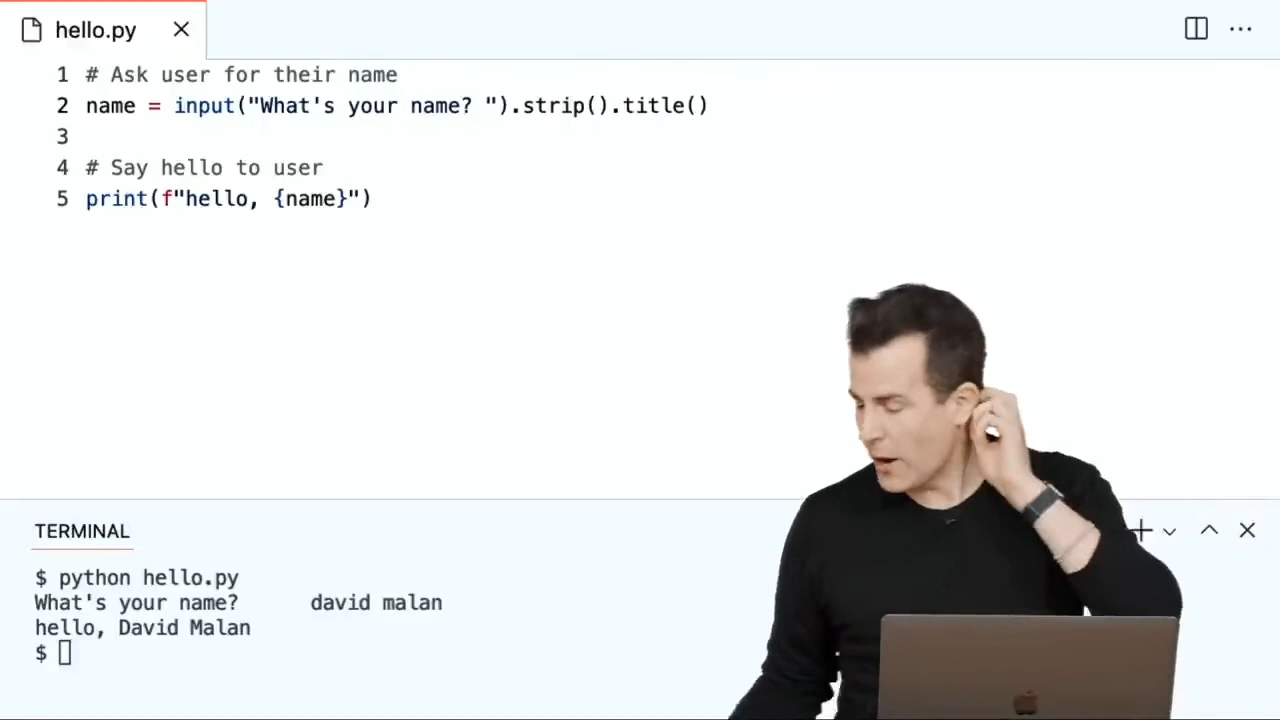 hello.py
1 # Ask user for their name
2 name = input("What's your name? ").strip().title()
3
4 # Say hello to user
5 print(f"hello, {name}")
TERMINAL
$ python hello.py
What's your name?      david malan
hello, David Malan
$